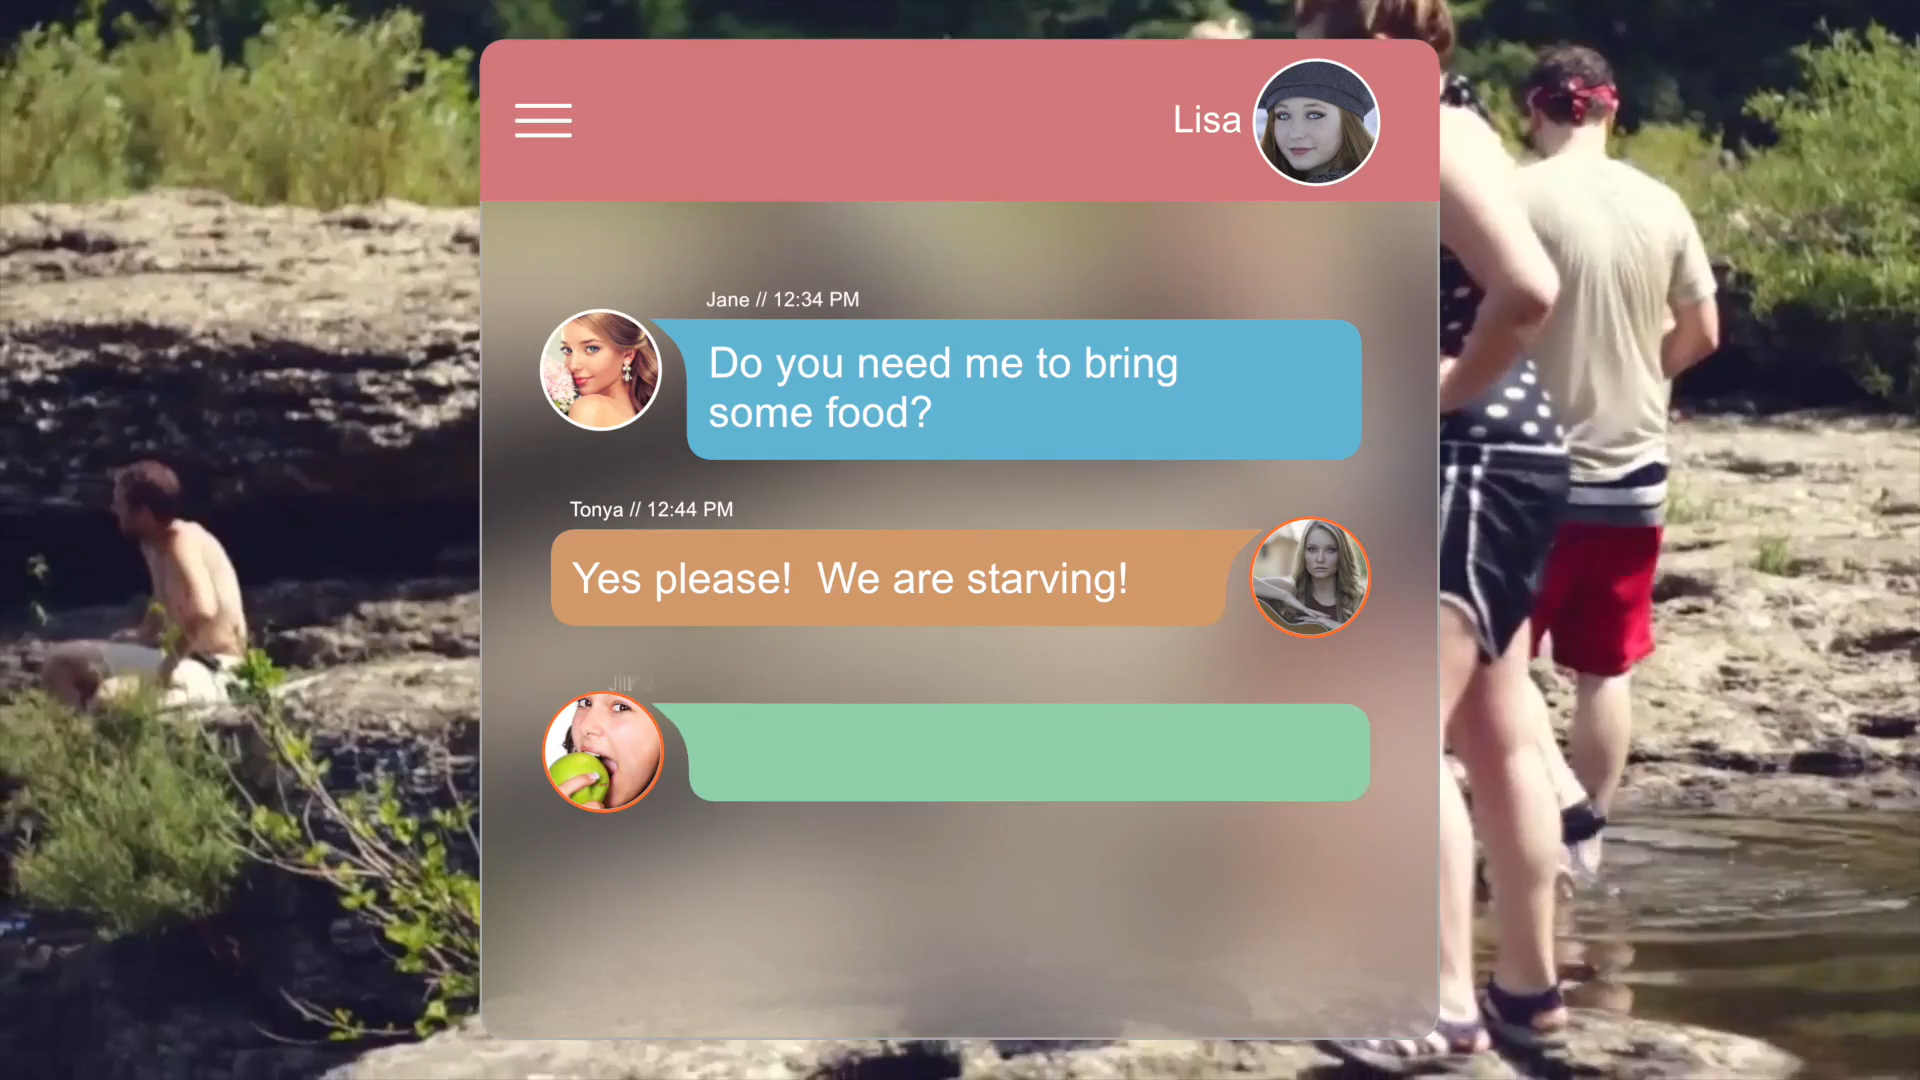 Lisa
Jane // 12:34 PM
Do you need me to bring
some food?
Tonya // 12:44 PM
Yes please!  We are starving!